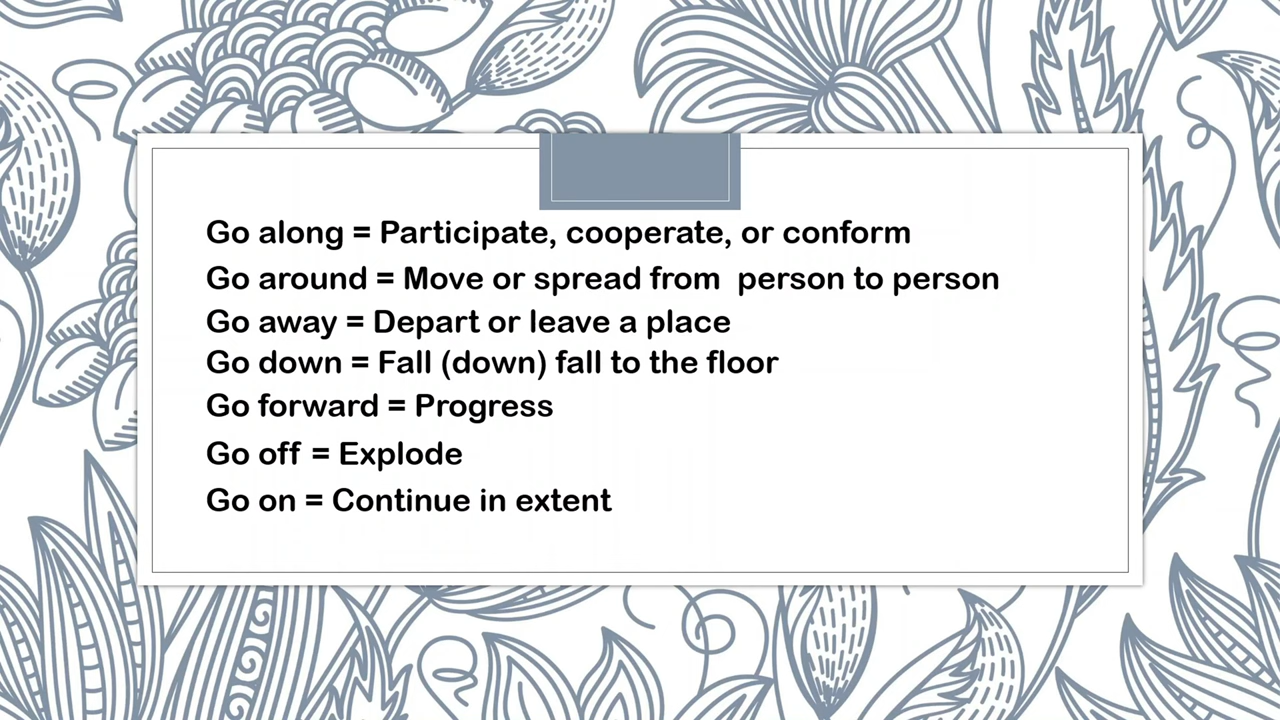 Go along = Participate, cooperate, or conform
Go around = Move or spread from  person to person
Go away = Depart or leave a place
Go down = Fall (down) fall to the floor
Go forward = Progress
Go off = Explode
Go on = Continue in extent